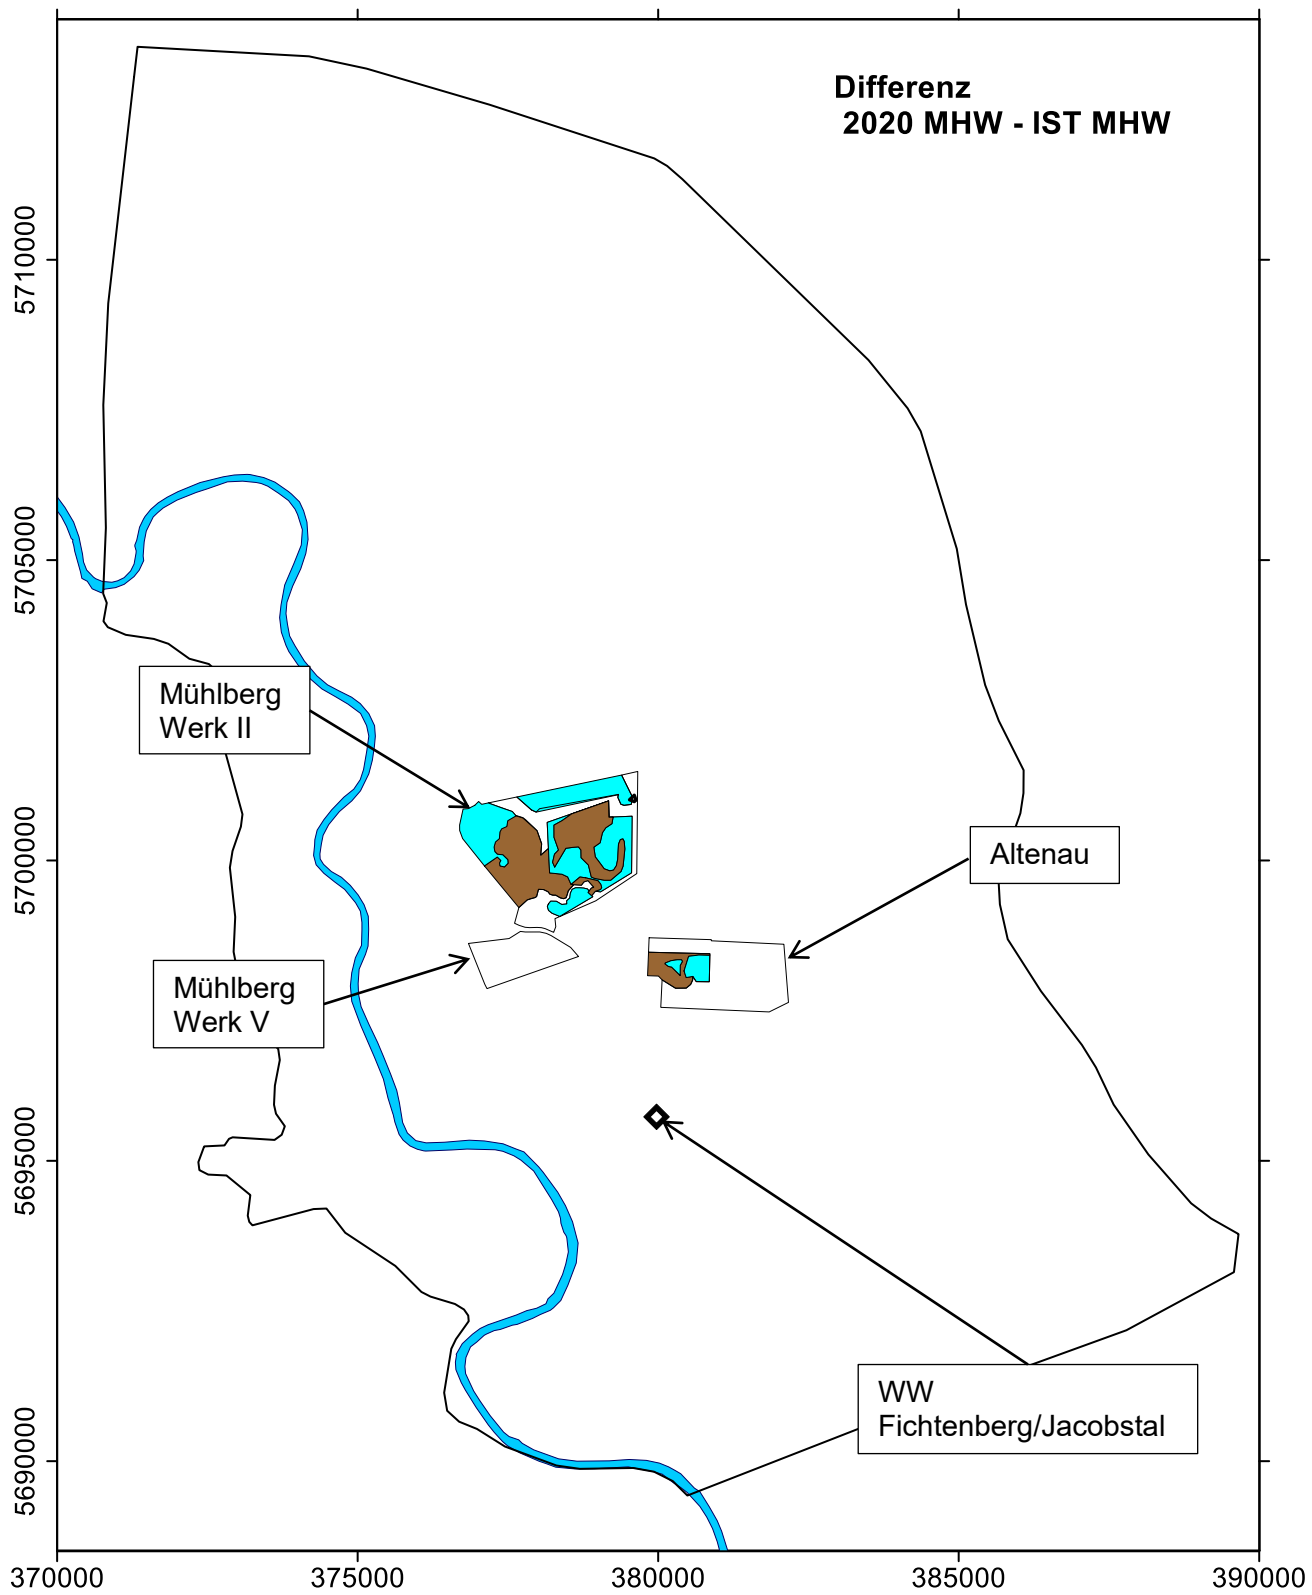 Differenz
2020 MHW - IST MHW
5710000
5705000
Mühlberg
Werk II
5700000
Altenau
Mühlberg
Werk V
5695000
WW
Fichtenberg/Jacobstal
5690000
370000 375000 380000 385000 390000